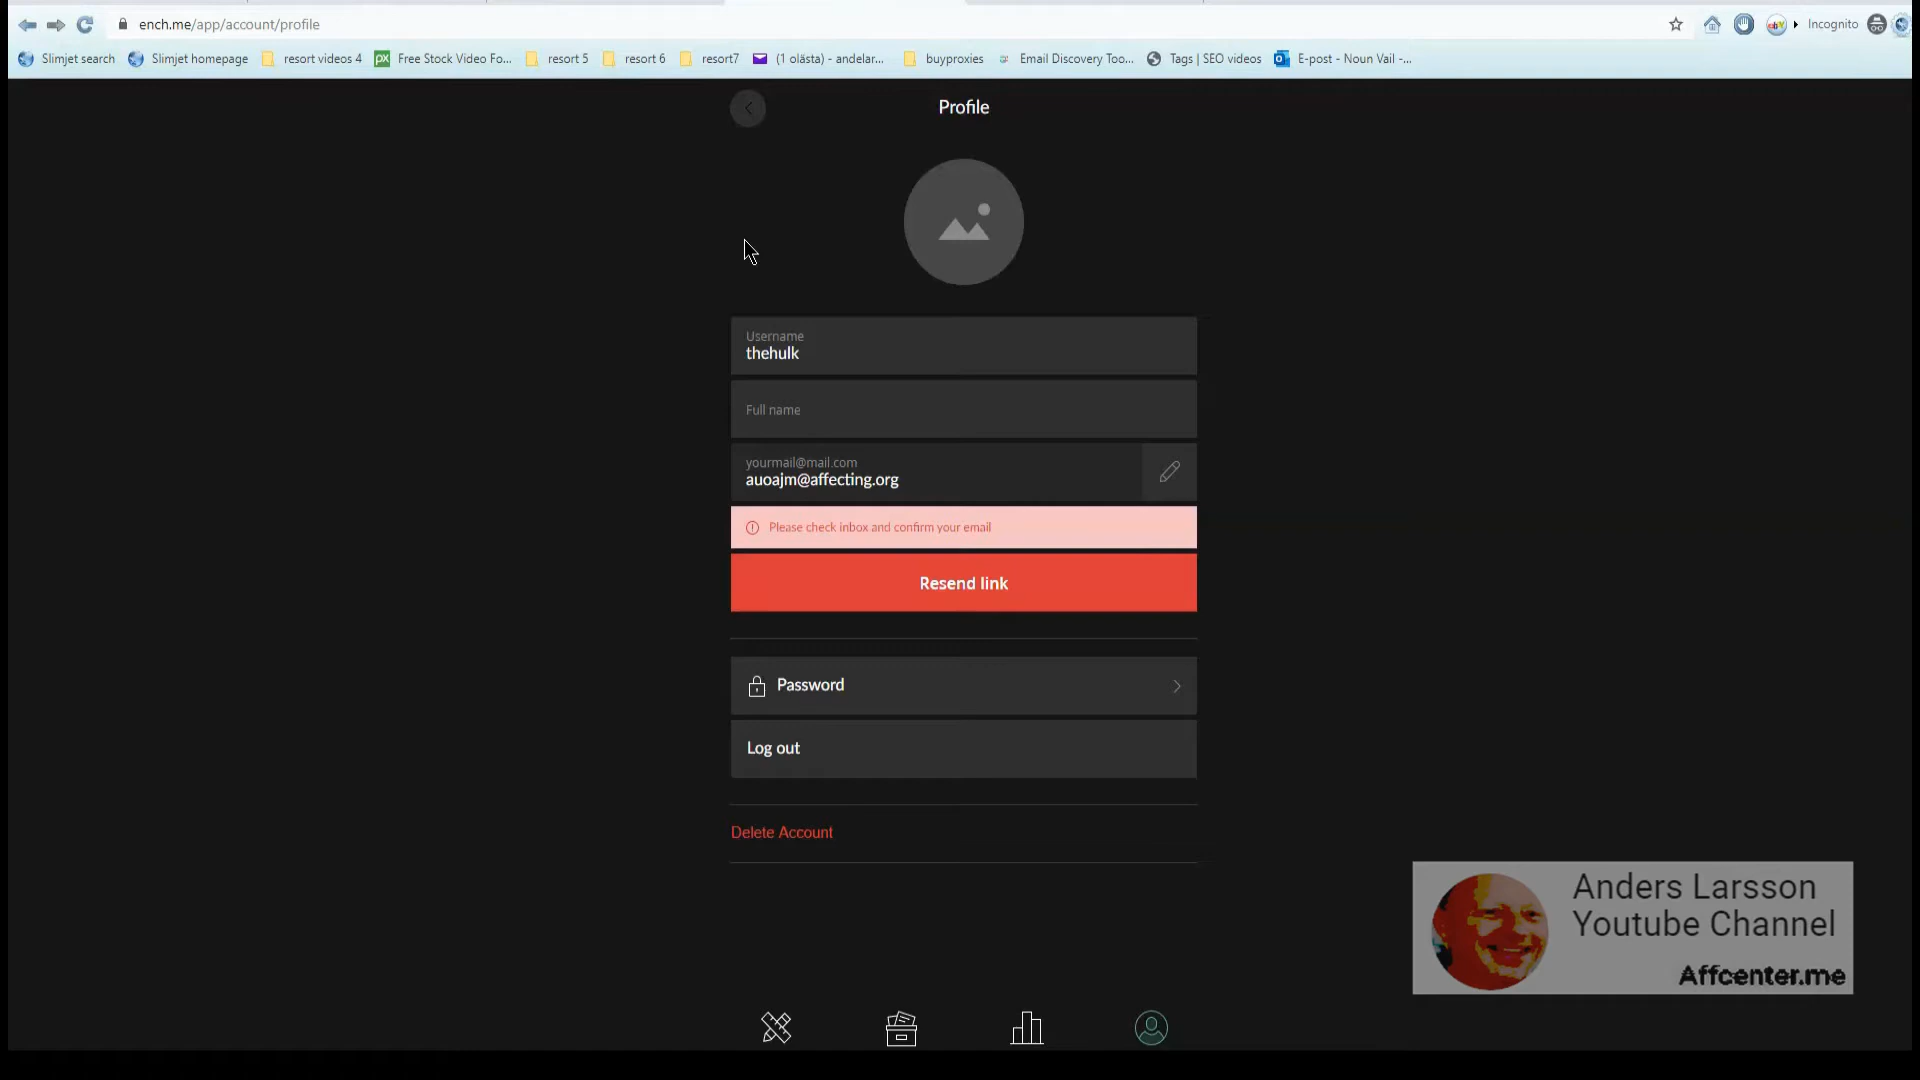 ench.me/app/account/profile
Incognito
Slimjet search
Slimjet homepage
resort videos 4
px
Free Stock Video Fo...
resort 5
resort 6
resort7
(1 olästa) - andelar...
buyproxies
Email Discovery Too...
Tags | SEO videos
E-post - Noun Vail -...
Profile
Username
thehulk
Full name
yourmail@mail.com
auoajm@affecting.org
Please check inbox and confirm your email
Resend link
Password
Log out
Delete Account
Anders Larsson
Youtube Channel
Affcenter.me